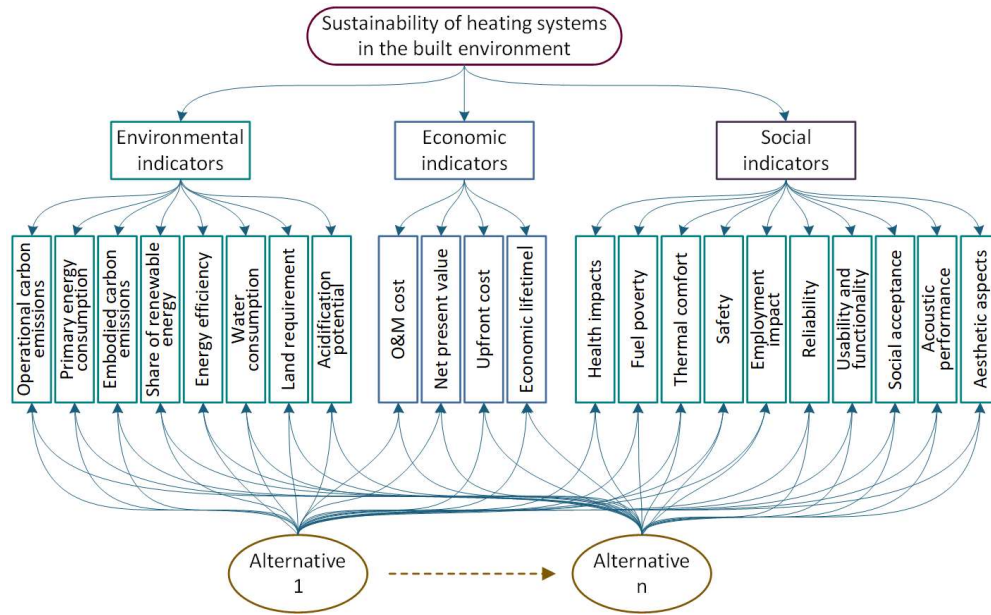 Sustainability of heating systems
in the built environment
Environmental
indicators
Economic
indicators
Social
indicators
Operational carbon
emissions
Primary energy
consumption
Embodied carbon
emissions
Share of renewable
energy
Energy efficiency
Water
consumption
Land requirement
Acidification
potential
O&M cost
Net present value
Upfront cost
Economic lifetimel
Health impacts
Fuel poverty
Thermal comfort
Safety
Employment
impact
Reliability
Usability and
functionality
Social acceptance
Acoustic
performance
Aesthetic aspects
Alternative
1
Alternative
n